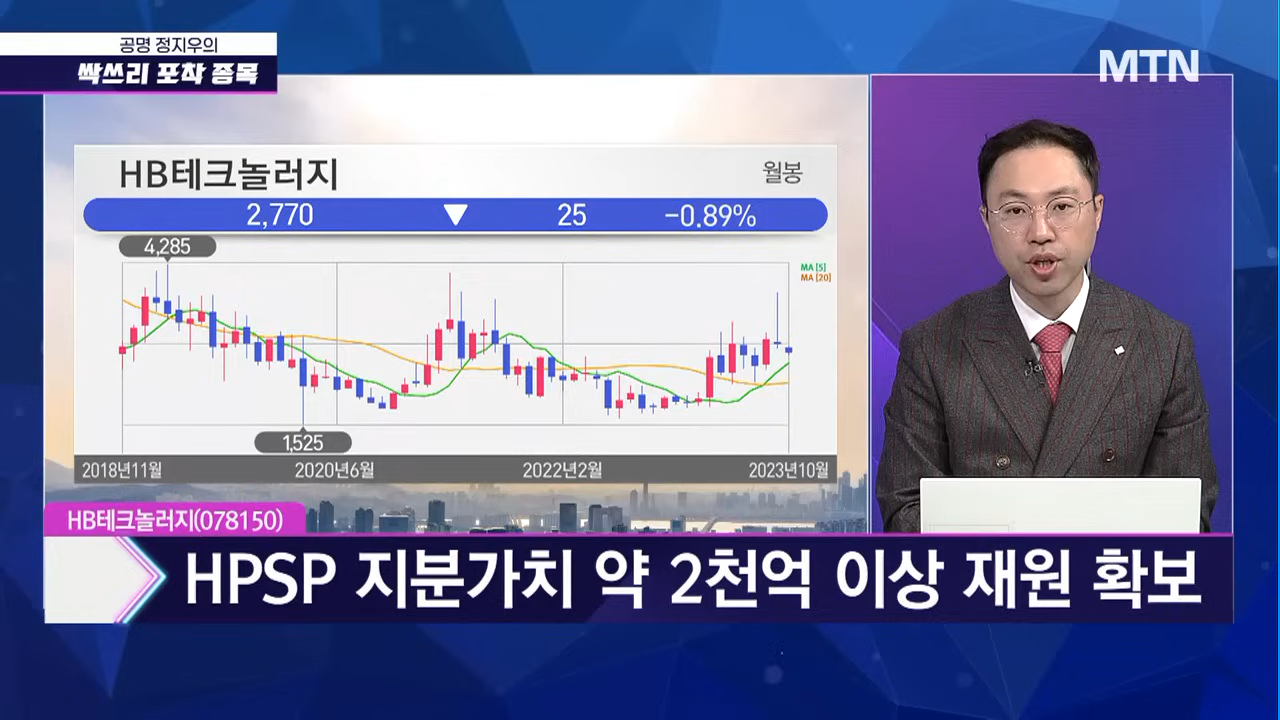 공명 정지우의
싹쓰리 포착 종목
MTN
HB테크놀러지
월봉
2,770 ▼ 25 -0.89%
4,285
MA [5]
MA [20]
1,525
2018년11월 2020년6월 2022년2월 2023년10월
HB테크놀러지(078150)
HPSP 지분가치 약 2천억 이상 재원 확보